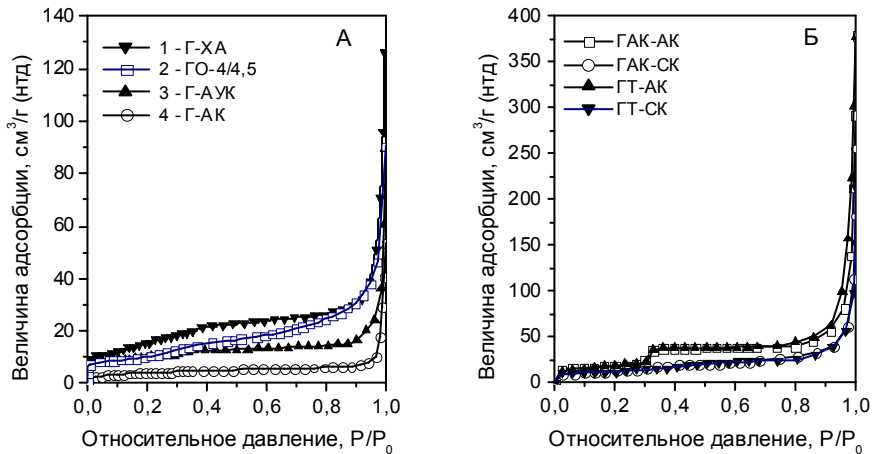 А
1 - Г-ХА
2 - ГО-4/4,5
3 - Г-АУК
4 - Г-АК
Величина адсорбции, см³/г (нтд)
140
120
100
80
60
40
20
0
0,0 0,2 0,4 0,6 0,8 1,0
Относительное давление, P/P₀
Б
ГАК-АК
ГАК-СК
ГТ-АК
ГТ-СК
Величина адсорбции, см³/г (нтд)
400
350
300
250
200
150
100
50
0
0,0 0,2 0,4 0,6 0,8 1,0
Относительное давление, P/P₀